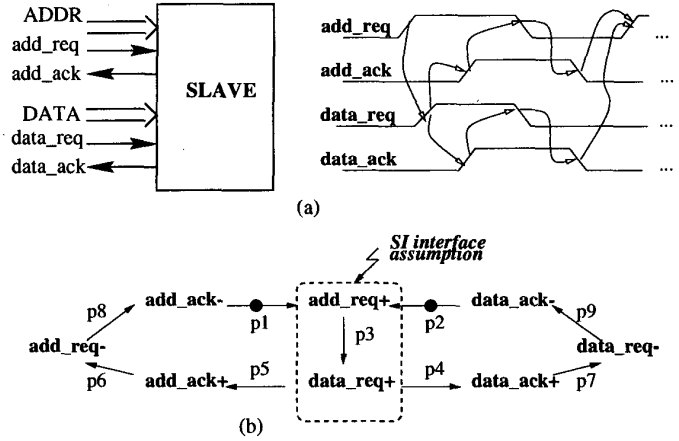 ADDR
add_req
add_ack
DATA
data_req
data_ack
SLAVE
add_req
add_ack
data_req
data_ack
...
...
...
...
(a)
SI interface
assumption
p8
add_ack-
p1
add_req+
p2
data_ack-
p9
add_req-
p3
data_req-
p6
add_ack+
p5
data_req+
p4
data_ack+
p7
(b)